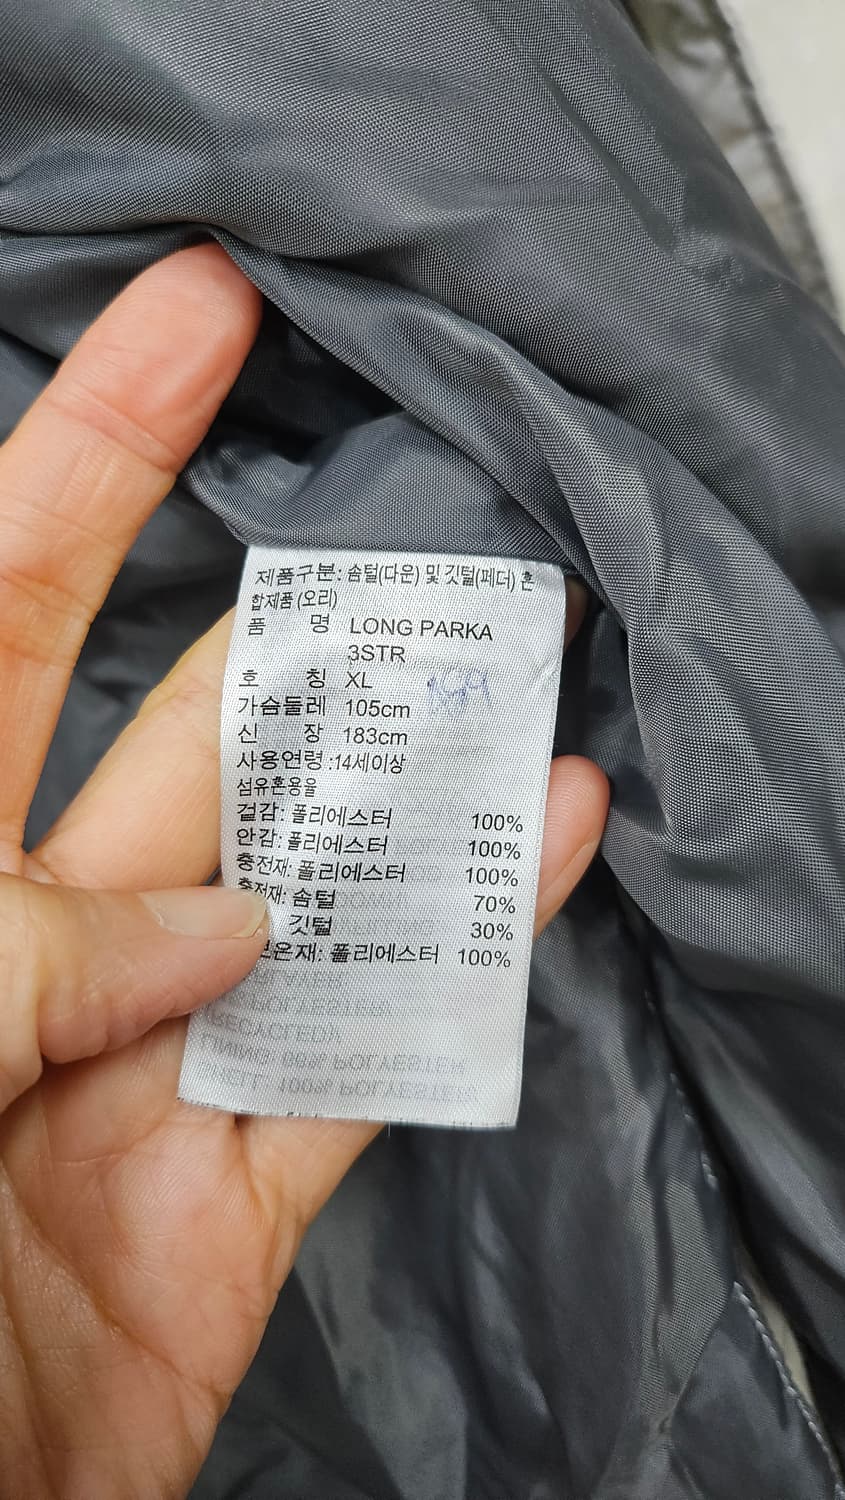 제품구분: 솜털(다운) 및 깃털(페더) 혼
합제품 (오리)
품 명 LONG PARKA
3STR
호 칭 XL
가슴둘레 105cm
신 장 183cm
사용연령 :14세이상
섬유혼용율
겉감: 폴리에스터 100%
안감: 폴리에스터 100%
충전재: 폴리에스터 100%
충전재: 솜털 70%
깃털 30%
보온재: 폴리에스터 100%